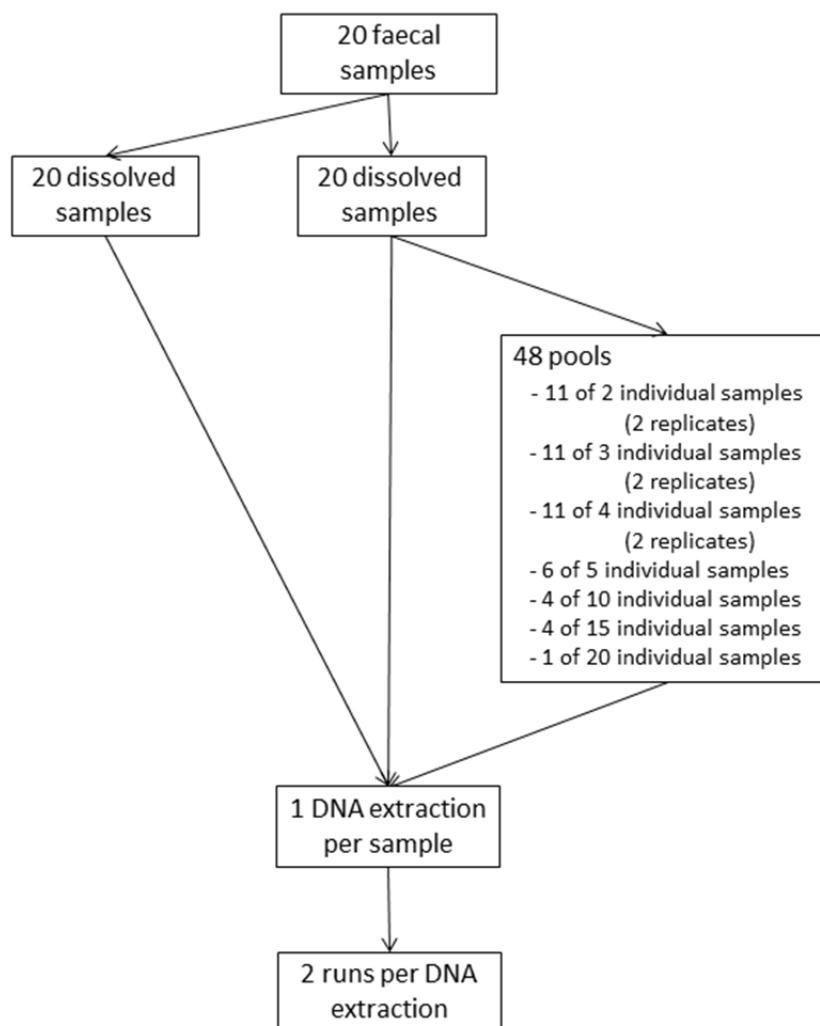 20 faecal
samples
20 dissolved
samples
20 dissolved
samples
48 pools
- 11 of 2 individual samples
(2 replicates)
- 11 of 3 individual samples
(2 replicates)
- 11 of 4 individual samples
(2 replicates)
- 6 of 5 individual samples
- 4 of 10 individual samples
- 4 of 15 individual samples
- 1 of 20 individual samples
1 DNA extraction
per sample
2 runs per DNA
extraction